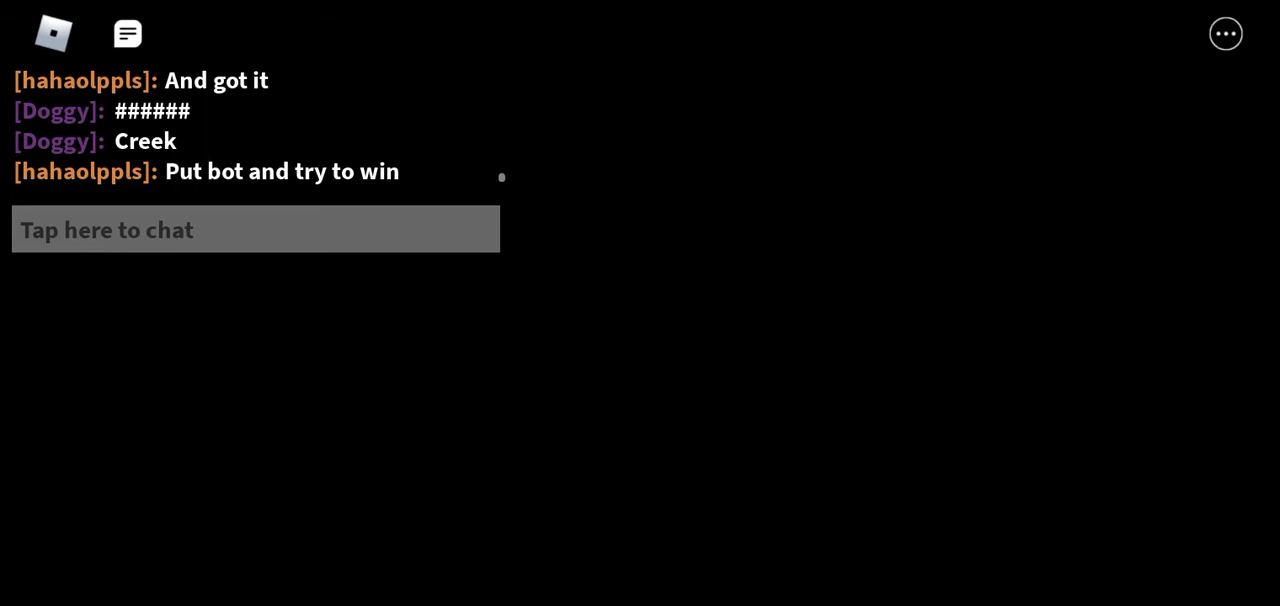 [hahaolppls]: And got it
[Doggy]: ######
[Doggy]: Creek
[hahaolppls]: Put bot and try to win
Tap here to chat